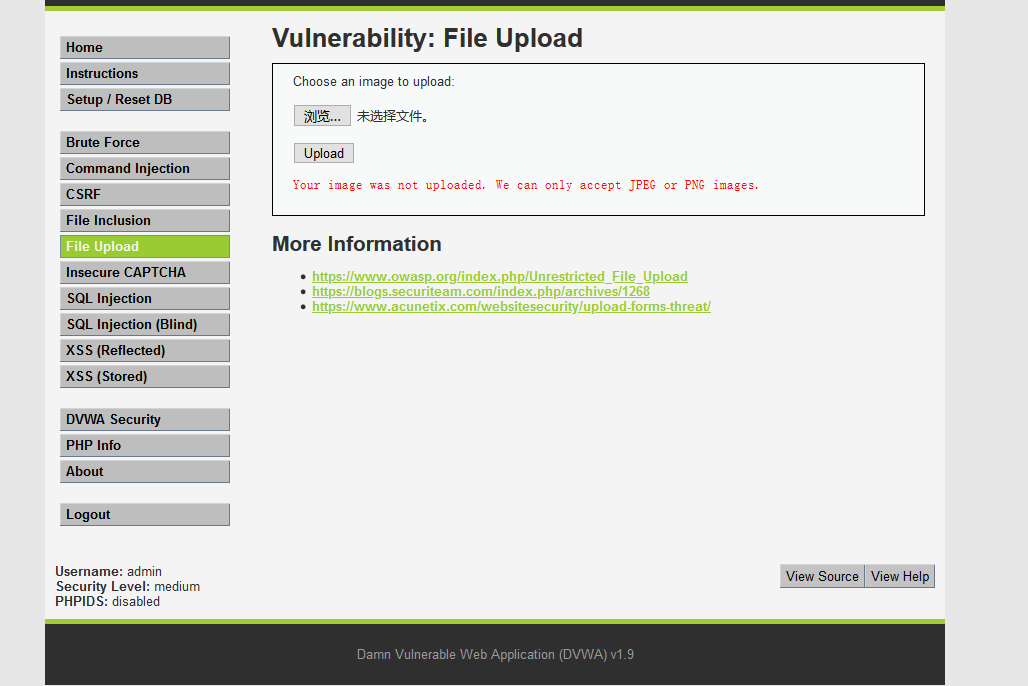 Home
Instructions
Setup / Reset DB
Brute Force
Command Injection
CSRF
File Inclusion
File Upload
Insecure CAPTCHA
SQL Injection
SQL Injection (Blind)
XSS (Reflected)
XSS (Stored)
DVWA Security
PHP Info
About
Logout
Vulnerability: File Upload
Choose an image to upload:
浏览... 未选择文件。
Upload
Your image was not uploaded. We can only accept JPEG or PNG images.
More Information
https://www.owasp.org/index.php/Unrestricted_File_Upload
https://blogs.securiteam.com/index.php/archives/1268
https://www.acunetix.com/websitesecurity/upload-forms-threat/
Username: admin
Security Level: medium
PHPIDS: disabled
View Source View Help
Damn Vulnerable Web Application (DVWA) v1.9